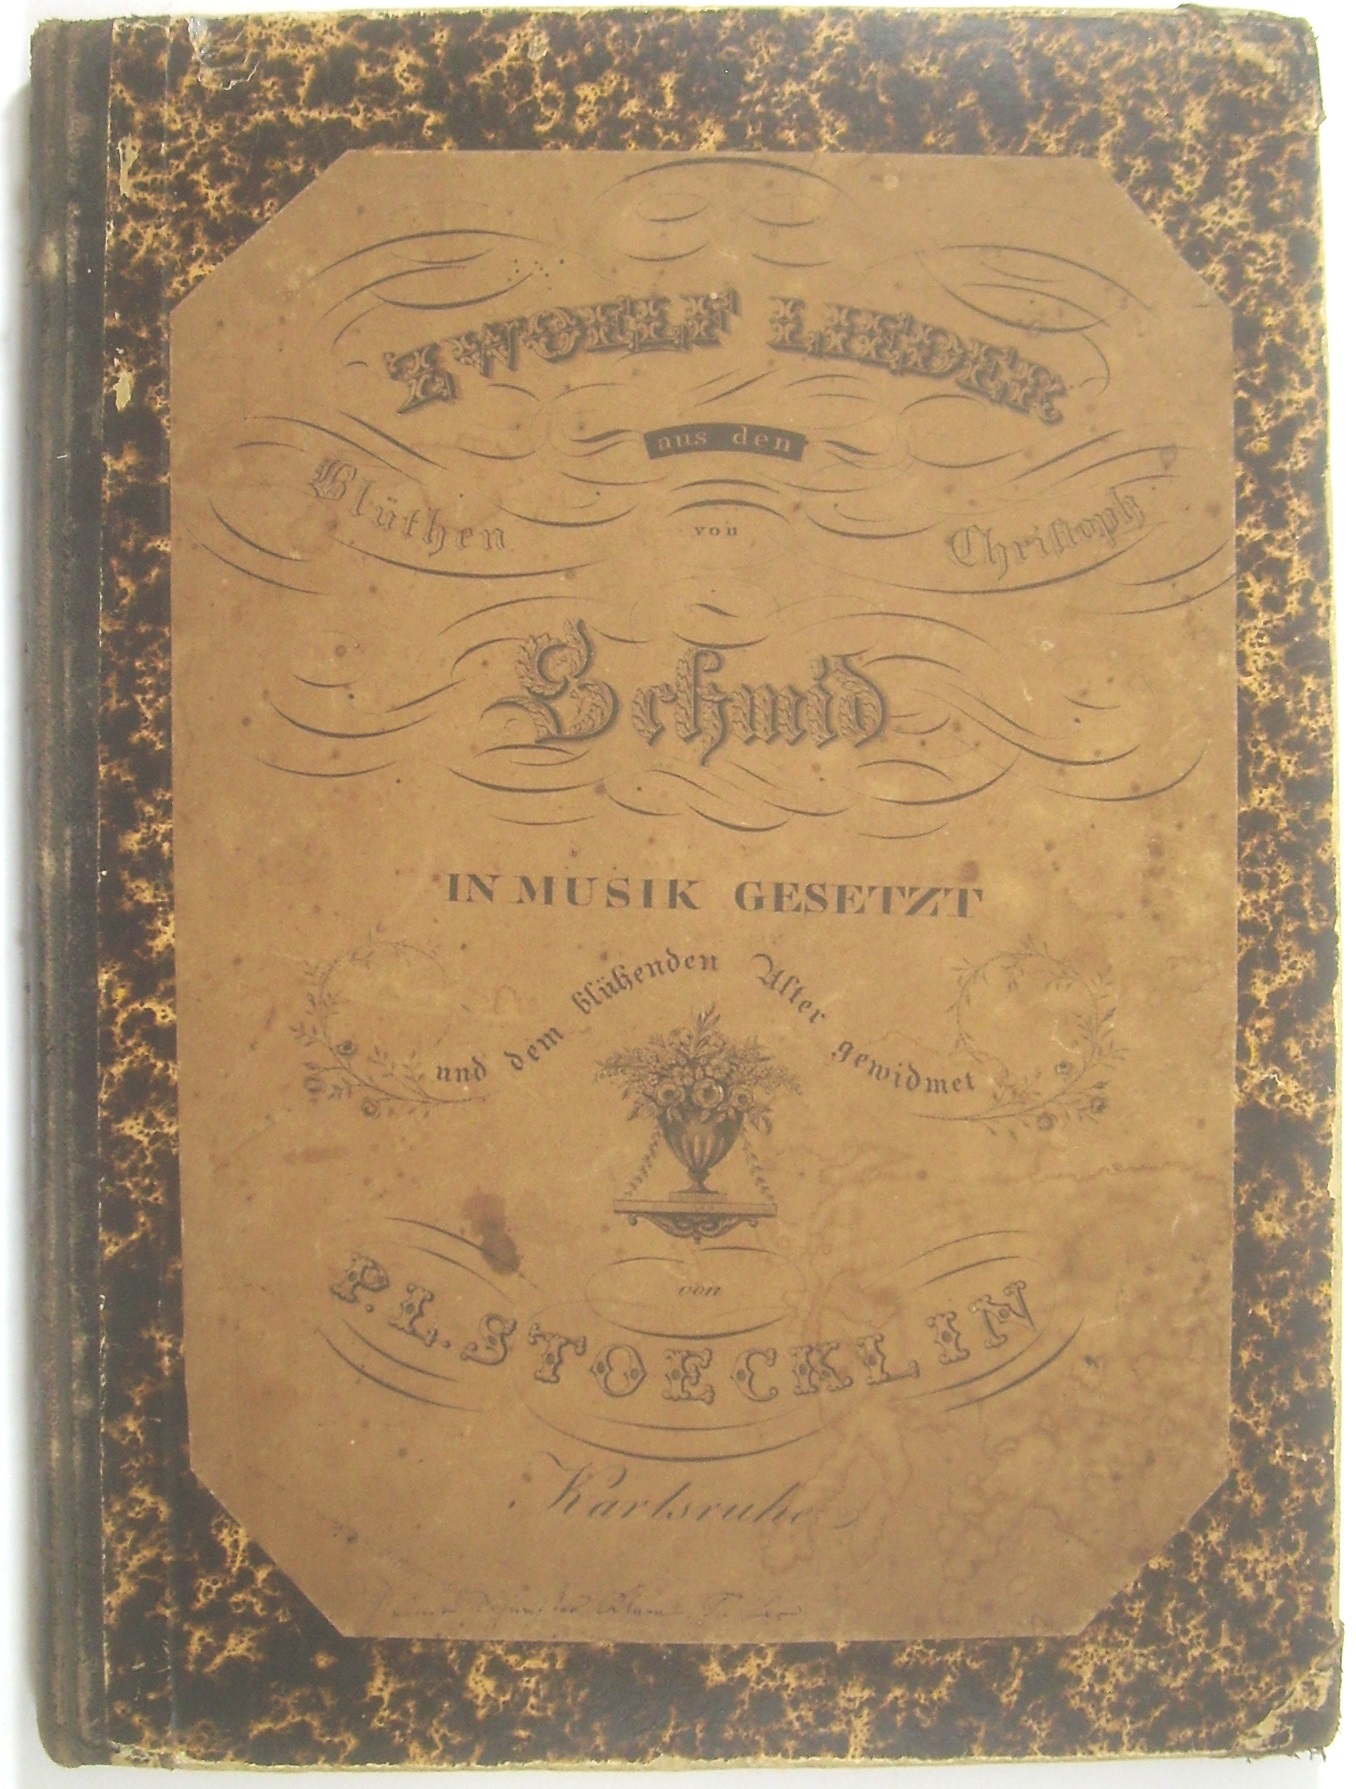 ZWOELF LIEDER
aus den
Blüthen von Christoph
Schmid
IN MUSIK GESETZT
und dem blühenden Alter gewidmet
von
P. L. STOECKLIN
Karlsruhe